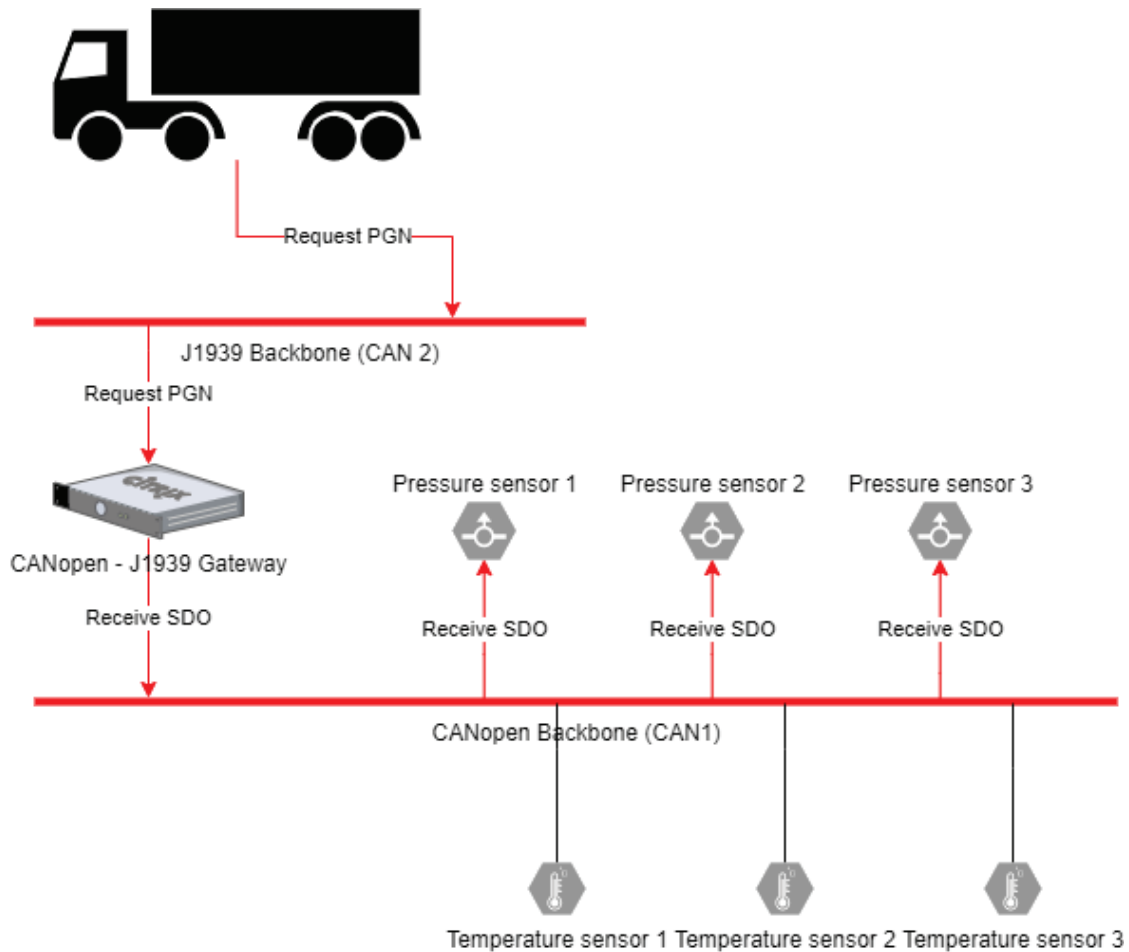 Request PGN
J1939 Backbone (CAN 2)
Request PGN
citrix
CANopen - J1939 Gateway
Pressure sensor 1
Pressure sensor 2
Pressure sensor 3
Receive SDO
Receive SDO
Receive SDO
Receive SDO
CANopen Backbone (CAN1)
Temperature sensor 1
Temperature sensor 2
Temperature sensor 3